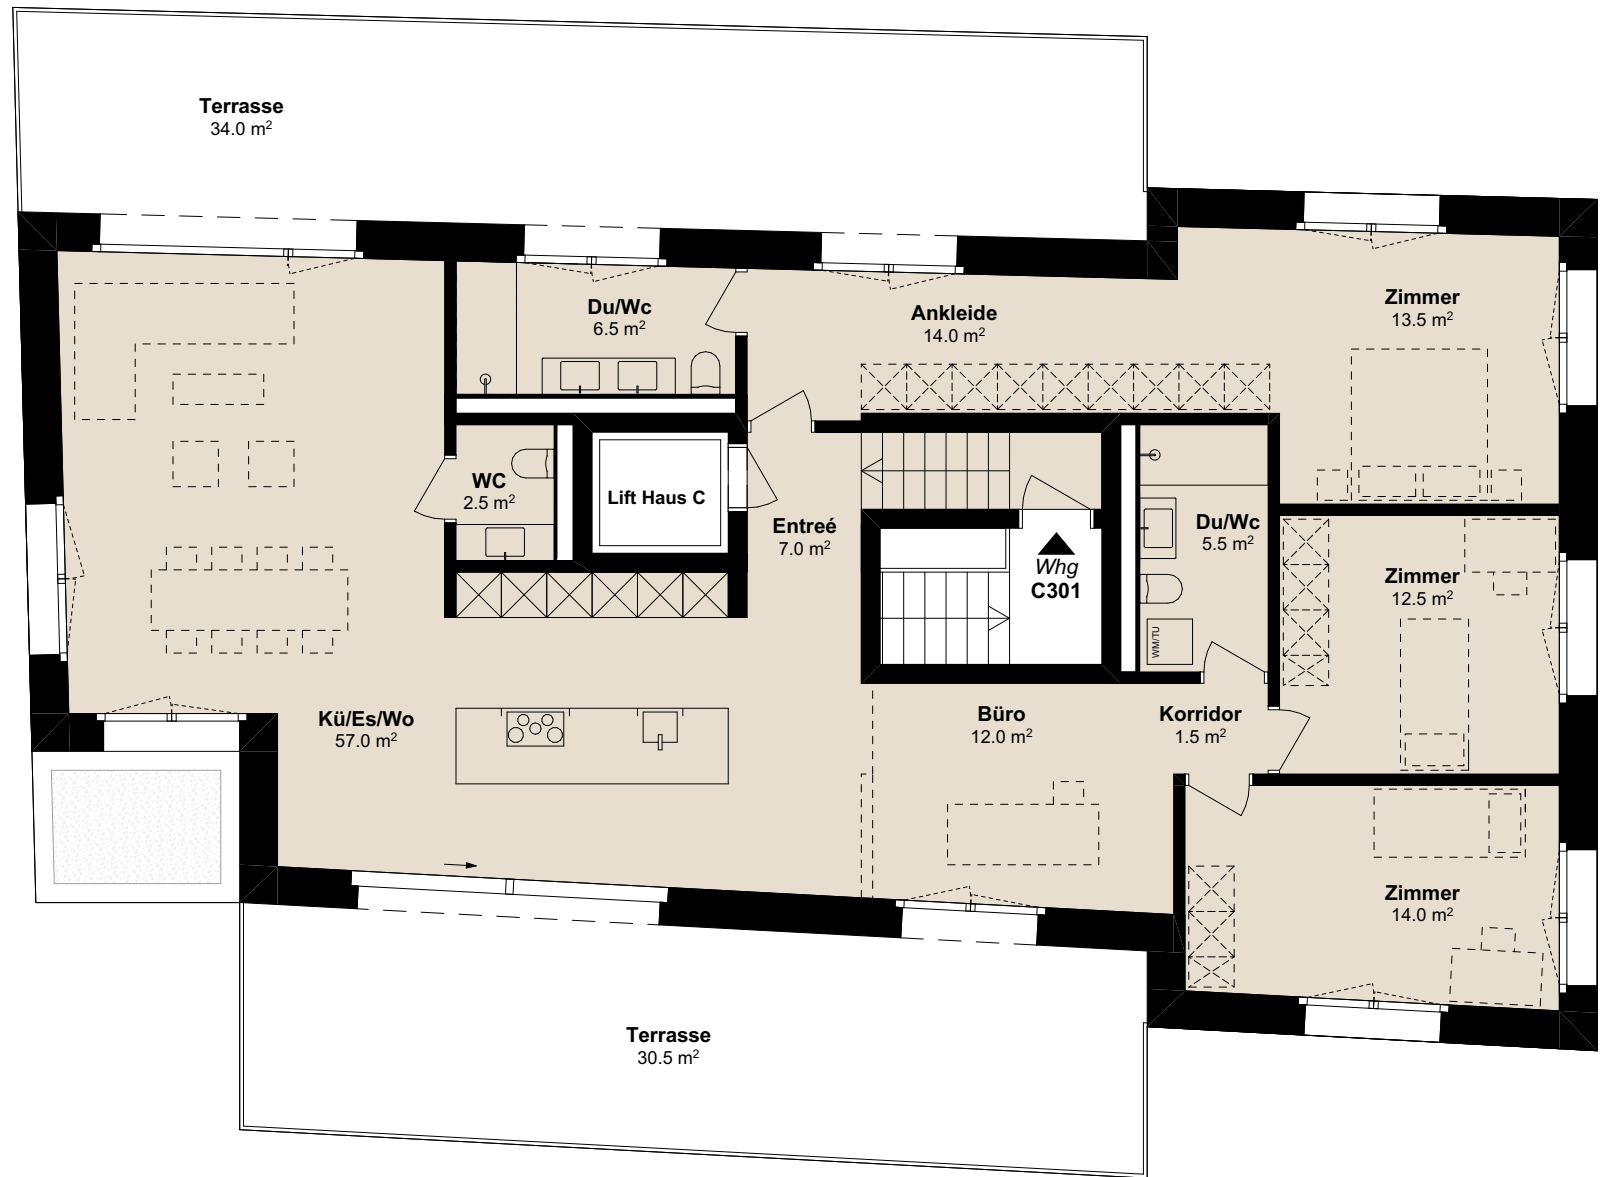 Terrasse
34.0 m²
Du/Wc
6.5 m²
Ankleide
14.0 m²
Zimmer
13.5 m²
WC
2.5 m²
Lift Haus C
Entreé
7.0 m²
Whg
C301
Du/Wc
5.5 m²
WM/TU
Zimmer
12.5 m²
Kü/Es/Wo
57.0 m²
Büro
12.0 m²
Korridor
1.5 m²
Zimmer
14.0 m²
Terrasse
30.5 m²